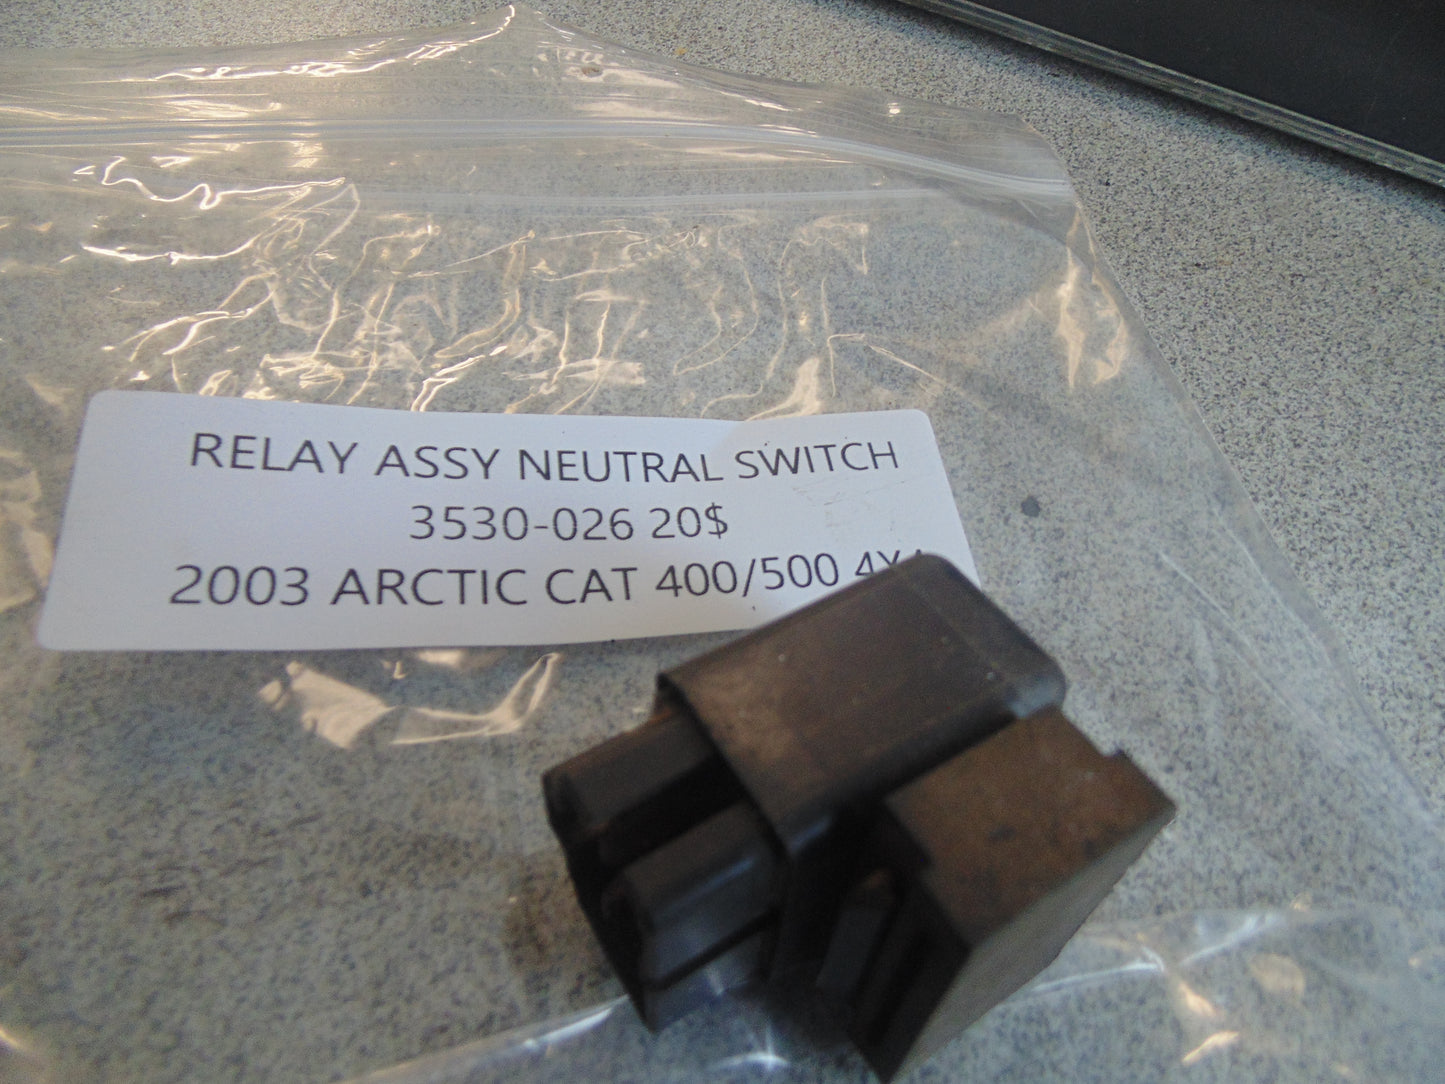 RELAY ASSY NEUTRAL SWITCH
3530-026 20$
2003 ARCTIC CAT 400/500